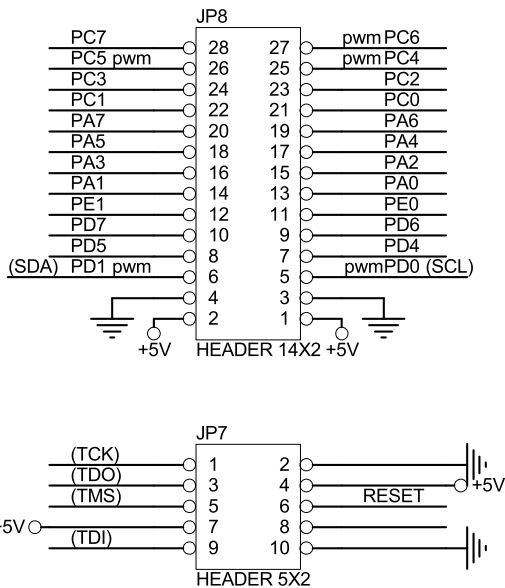 JP8
PC7 28 27 pwm PC6
PC5 pwm 26 25 pwm PC4
PC3 24 23 PC2
PC1 22 21 PC0
PA7 20 19 PA6
PA5 18 17 PA4
PA3 16 15 PA2
PA1 14 13 PA0
PE1 12 11 PE0
PD7 10 9 PD6
PD5 8 7 PD4
(SDA) PD1 pwm 6 5 pwmPD0 (SCL)
4 3
2 1
+5V HEADER 14X2 +5V
JP7
(TCK) 1 2
(TDO) 3 4 +5V
(TMS) 5 6 RESET
+5V 7 8
(TDI) 9 10
HEADER 5X2